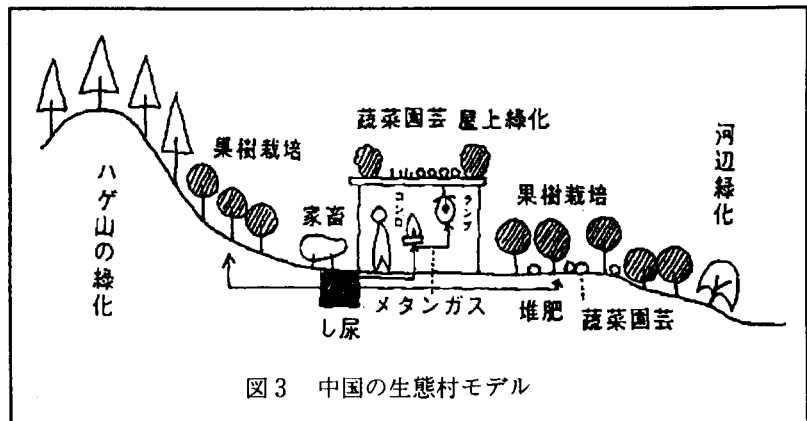 ハゲ山の緑化
果樹栽培
家畜
し尿
蔬菜園芸 屋上緑化
コンロ
ランプ
メタンガス
果樹栽培
堆肥
蔬菜園芸
河辺緑化
図3 中国の生態村モデル